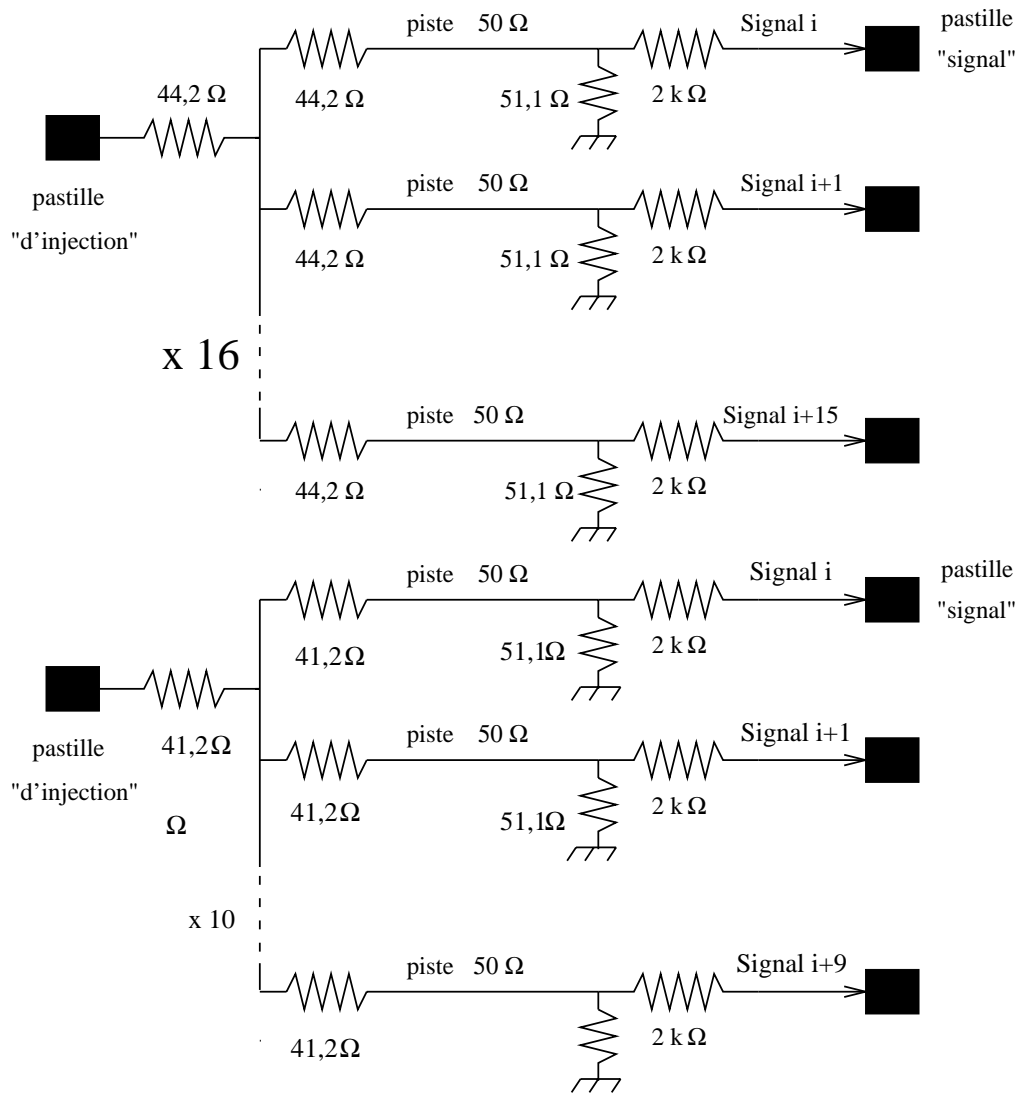 piste 50 Ω
Signal i
pastille
"signal"
44,2 Ω
44,2 Ω
51,1 Ω
2 k Ω
pastille
"d'injection"
piste 50 Ω
Signal i+1
44,2 Ω
51,1 Ω
2 k Ω
x 16
piste 50 Ω
Signal i+15
44,2 Ω
51,1 Ω
2 k Ω
piste 50 Ω
Signal i
pastille
"signal"
41,2Ω
51,1Ω
2 k Ω
41,2Ω
pastille
"d'injection"
piste 50 Ω
Signal i+1
Ω
41,2Ω
51,1Ω
2 k Ω
x 10
piste 50 Ω
Signal i+9
41,2Ω
2 k Ω